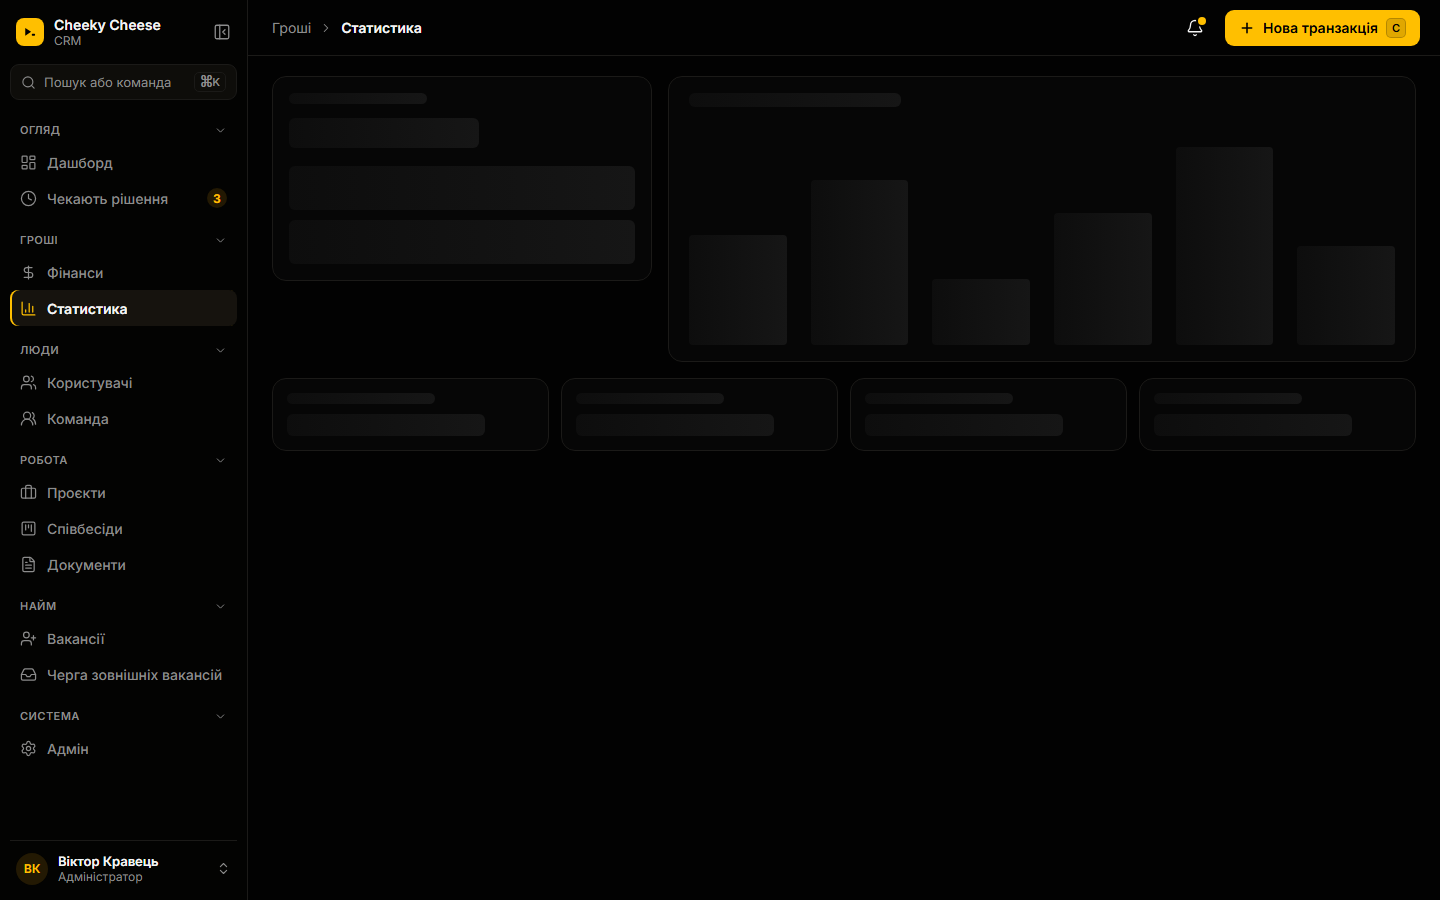 Cheeky Cheese
CRM
Пошук або команда ⌘K
ОГЛЯД
Дашборд
Чекають рішення 3
ГРОШІ
Фінанси
Статистика
ЛЮДИ
Користувачі
Команда
РОБОТА
Проєкти
Співбесіди
Документи
НАЙМ
Вакансії
Черга зовнішніх вакансій
СИСТЕМА
Адмін
ВК
Віктор Кравець
Адміністратор
Гроші > Статистика
+ Нова транзакція C